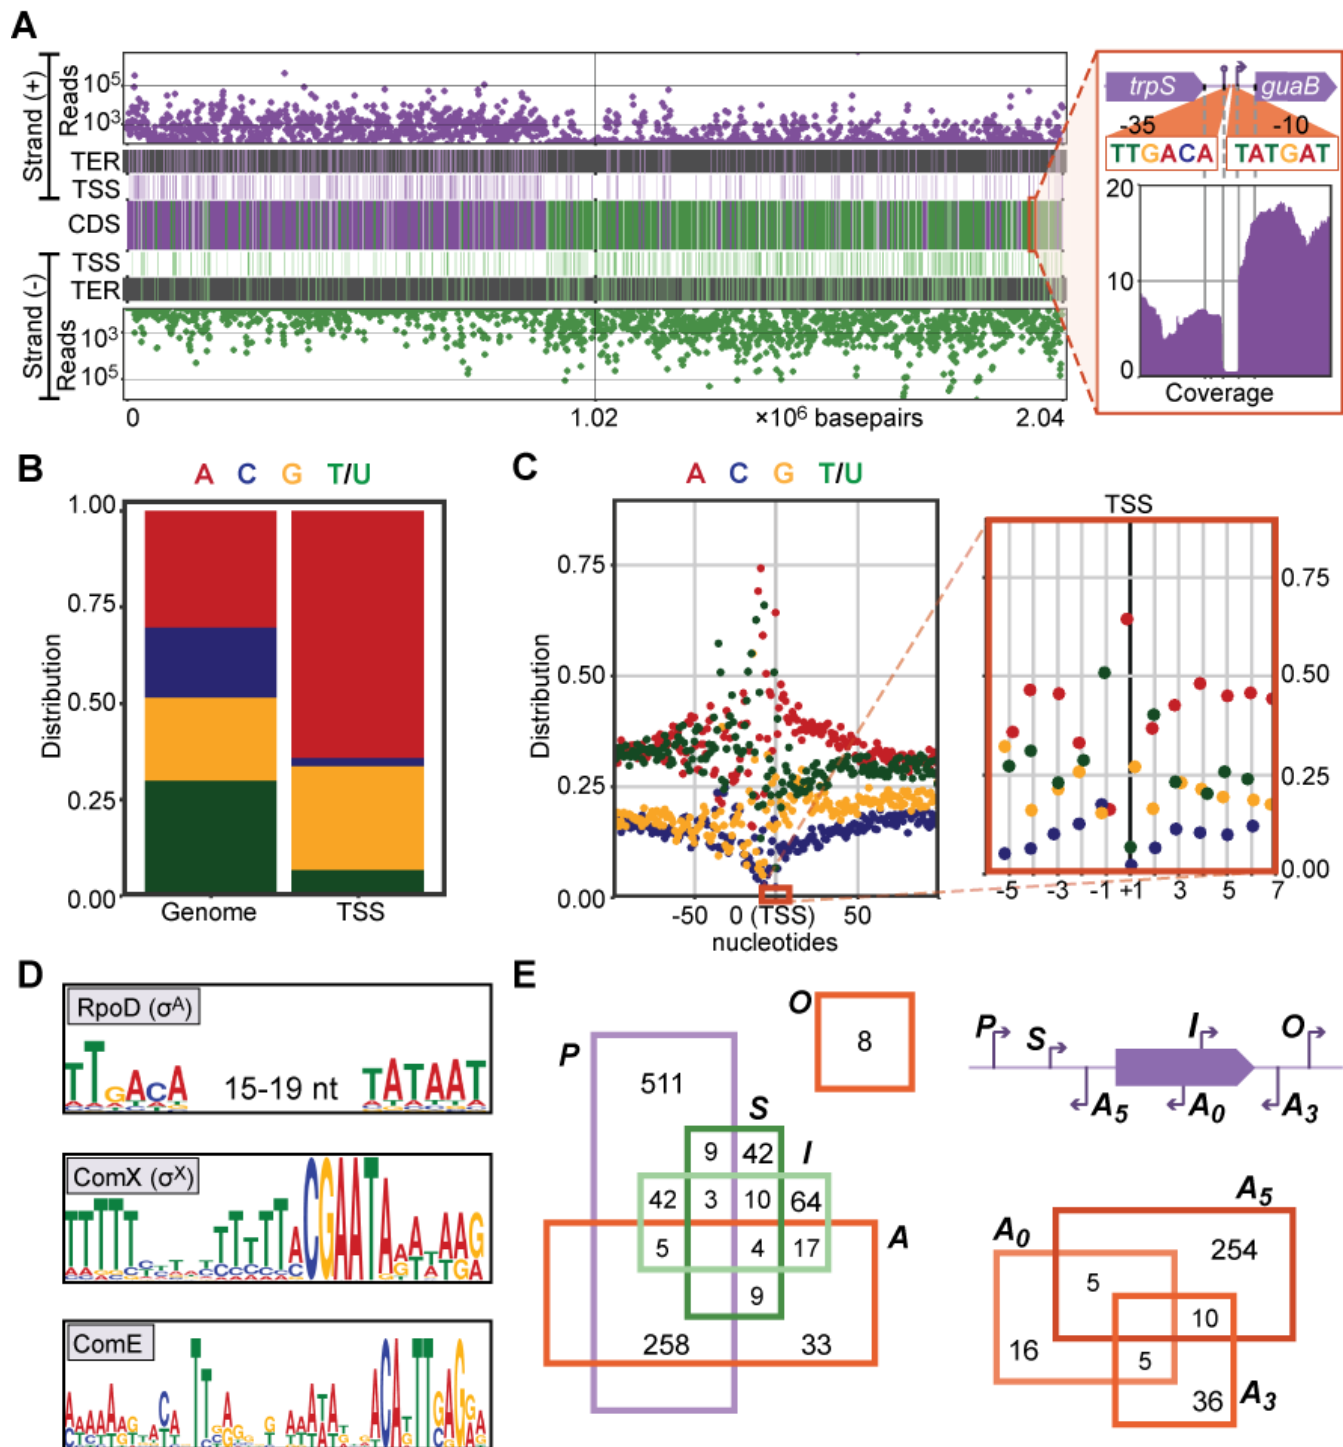 A
Strand (+)
Reads
10⁵
10³
TER
TSS
CDS
TSS
TER
Strand (-)
Reads
10³
10⁵
0 1.02 ×10⁶ basepairs 2.04
trpS guaB
-35 -10
TTGACA TATGAT
20
10
0
Coverage
B
A C G T/U
Distribution
1.00
0.75
0.50
0.25
0.00
Genome TSS
C
A C G T/U
Distribution
0.75
0.50
0.25
0.00
-50 0 (TSS) 50
nucleotides
TSS
0.75
0.50
0.25
0.00
-5 -3 -1 +1 3 5 7
D
RpoD (σᴬ)
TTGACA 15-19 nt TATAAT
ComX (σˣ)
ComE
E
O
8
P
511
S
9 42 I
42 3 10 64
5 4 17 A
9
258 33
P S I O
A₅ A₀ A₃
A₅
A₀
254
5
10
16
5
36 A₃